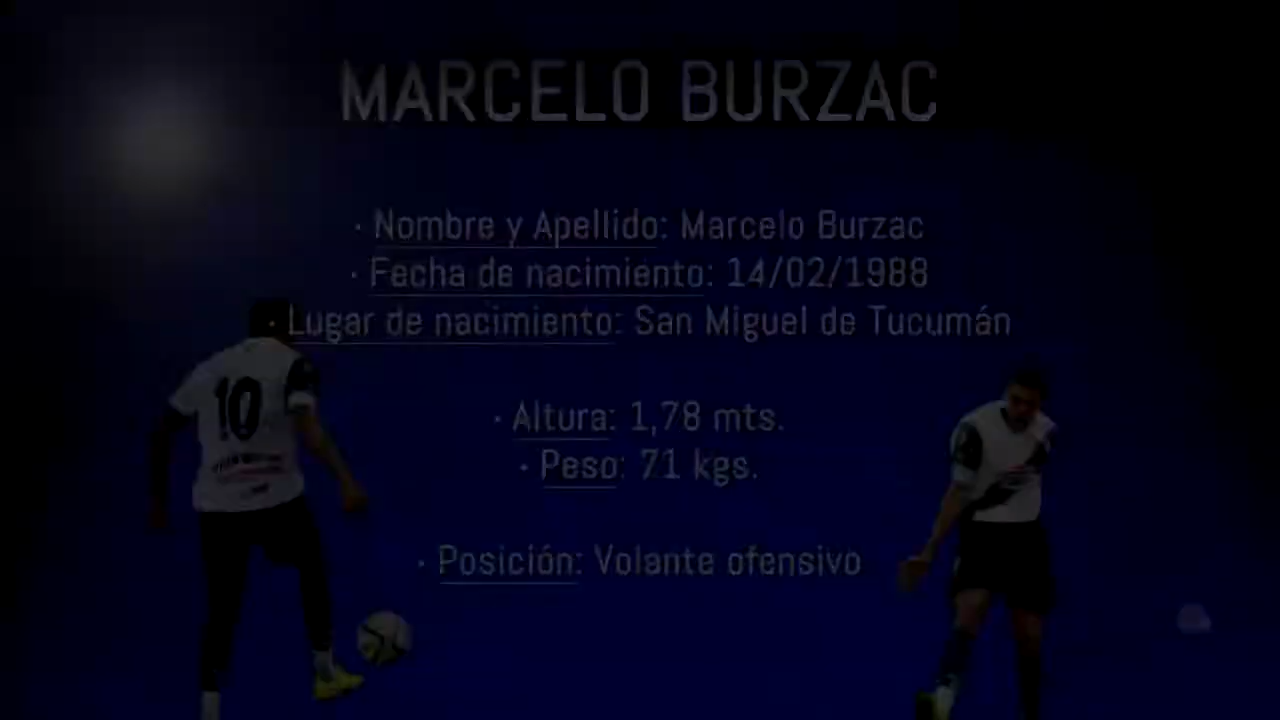 MARCELO BURZAC
· Nombre y Apellido: Marcelo Burzac
· Fecha de nacimiento: 14/02/1988
· Lugar de nacimiento: San Miguel de Tucumán
· Altura: 1,78 mts.
· Peso: 71 kgs.
· Posición: Volante ofensivo
10